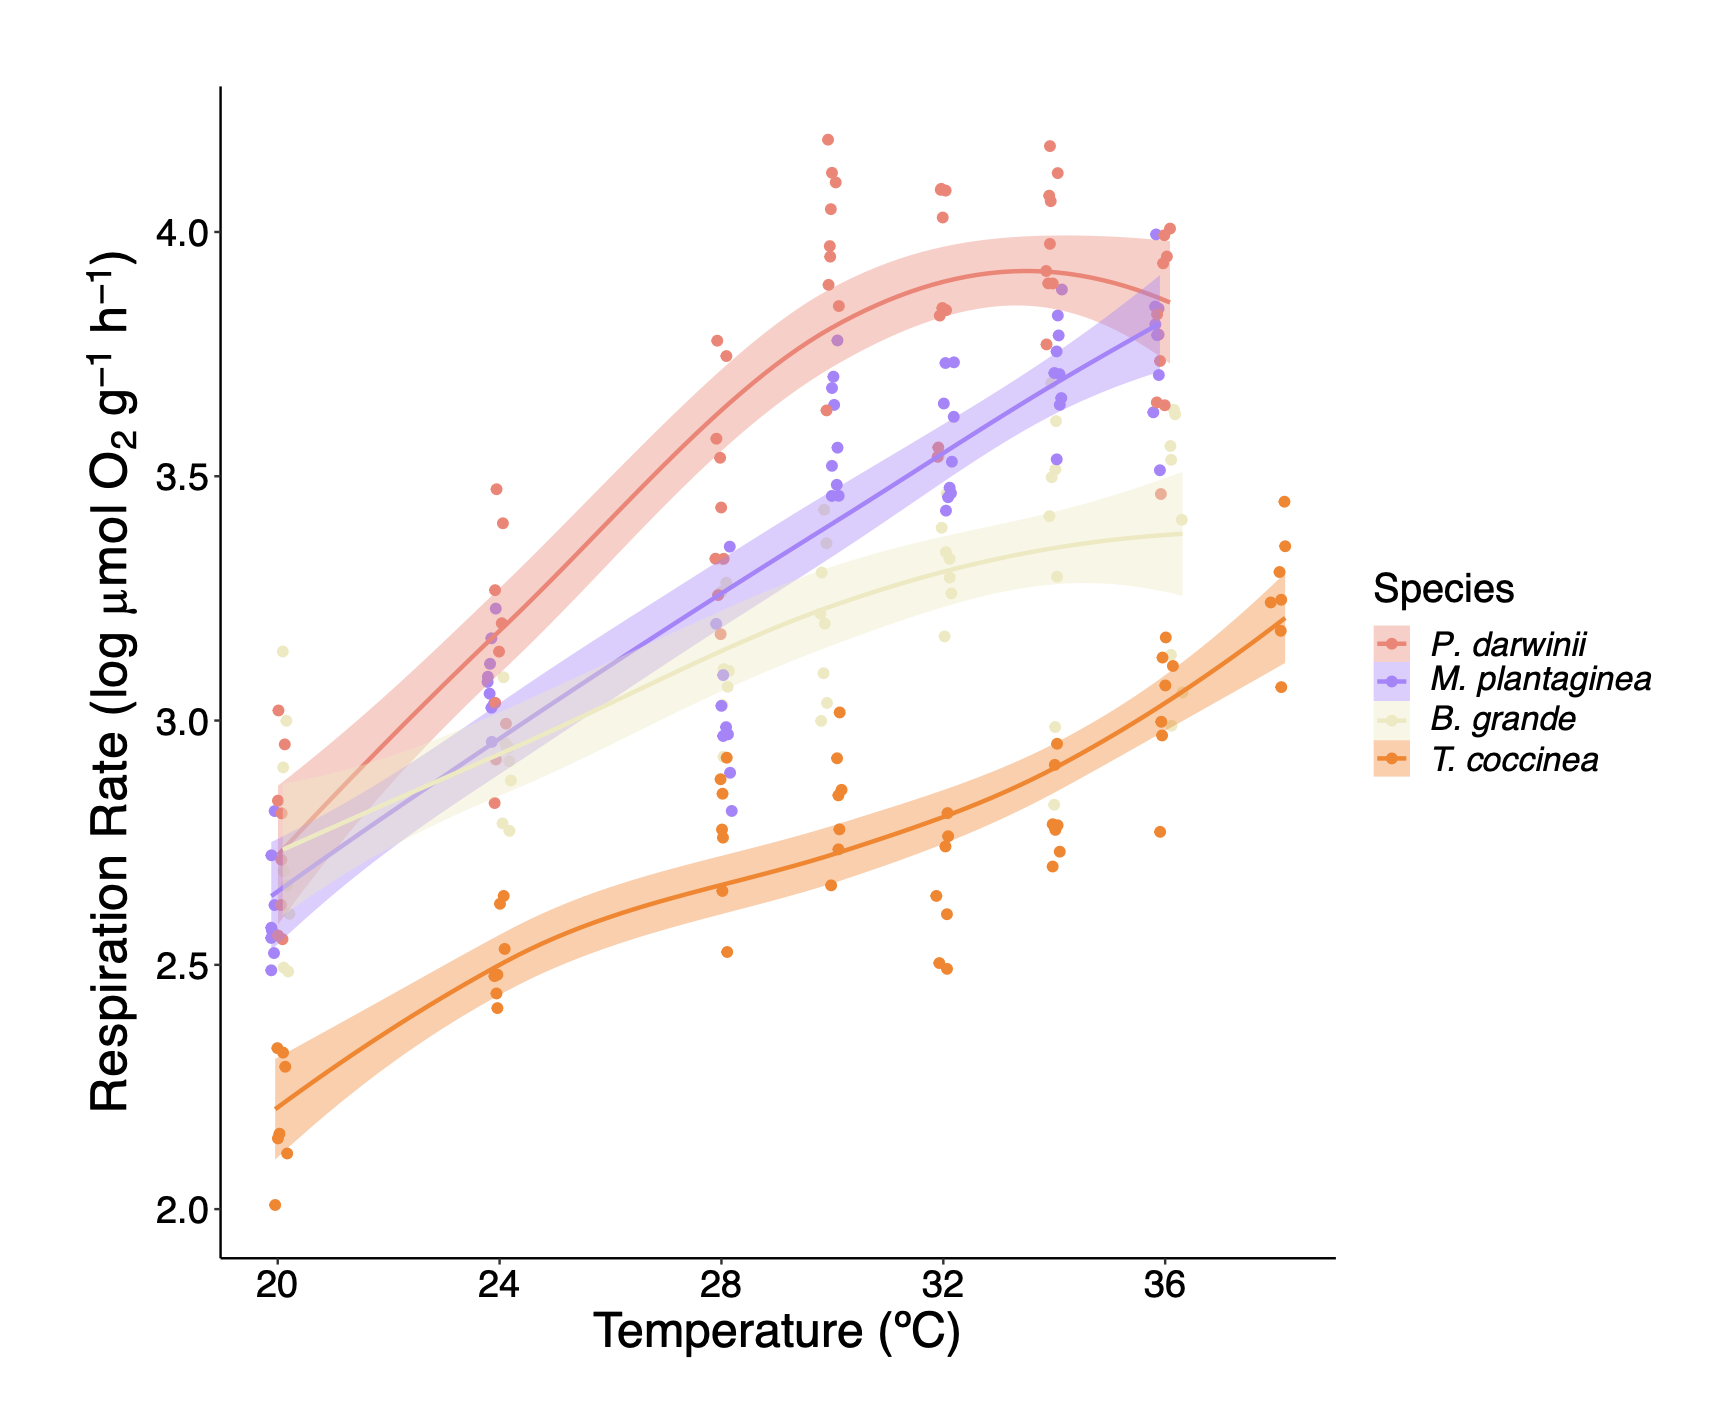 Respiration Rate (log μmol O₂ g⁻¹ h⁻¹)
4.0
3.5
3.0
2.5
2.0
20 24 28 32 36
Temperature (ºC)
Species
P. darwinii
M. plantaginea
B. grande
T. coccinea